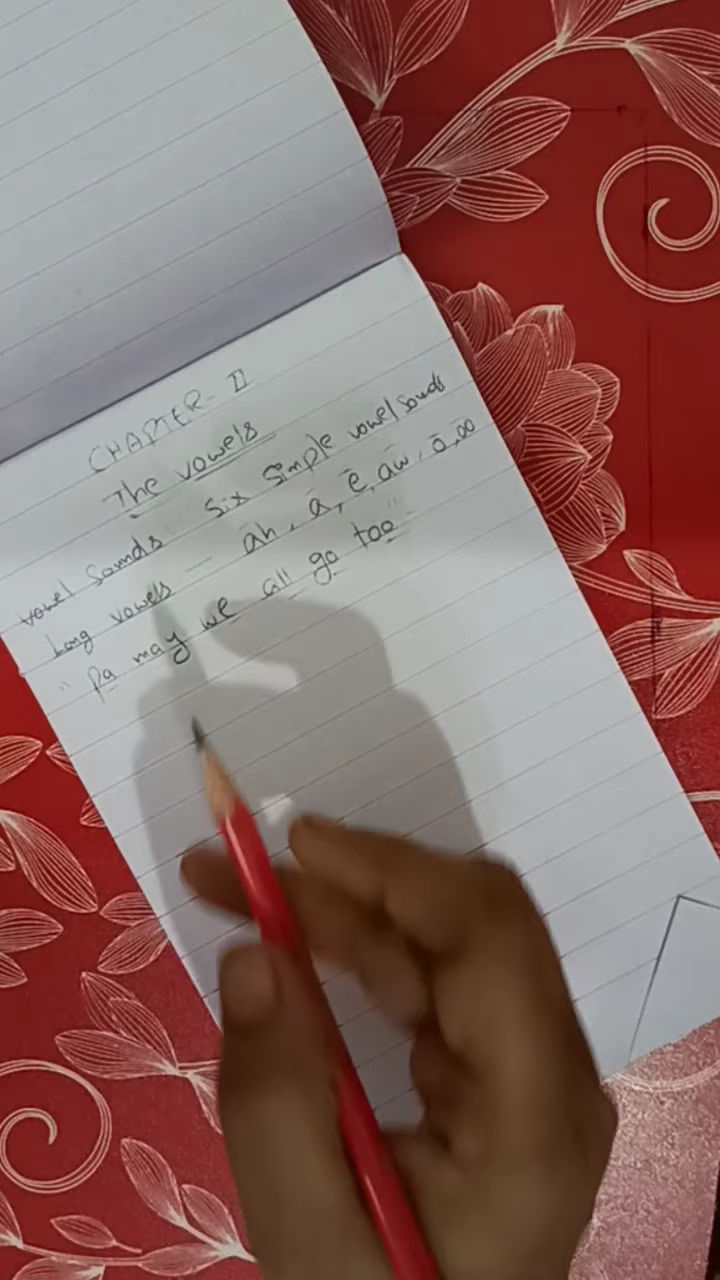 CHAPTER - II
The vowels
vowel sounds six simple vowel sounds
Long vowels — ah, ā, ē, aw, ō, oo
" Pa may we all go too "